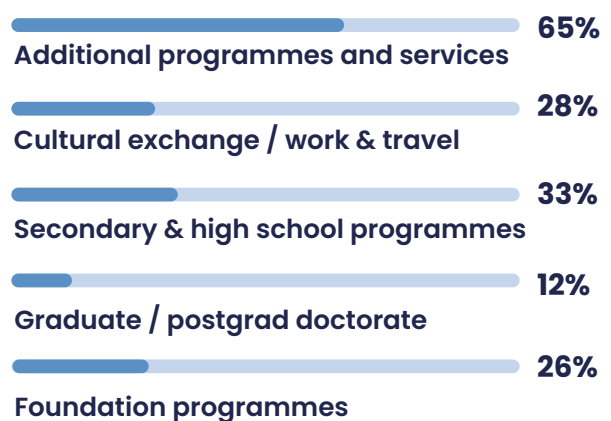 65%
Additional programmes and services
28%
Cultural exchange / work & travel
33%
Secondary & high school programmes
12%
Graduate / postgrad doctorate
26%
Foundation programmes